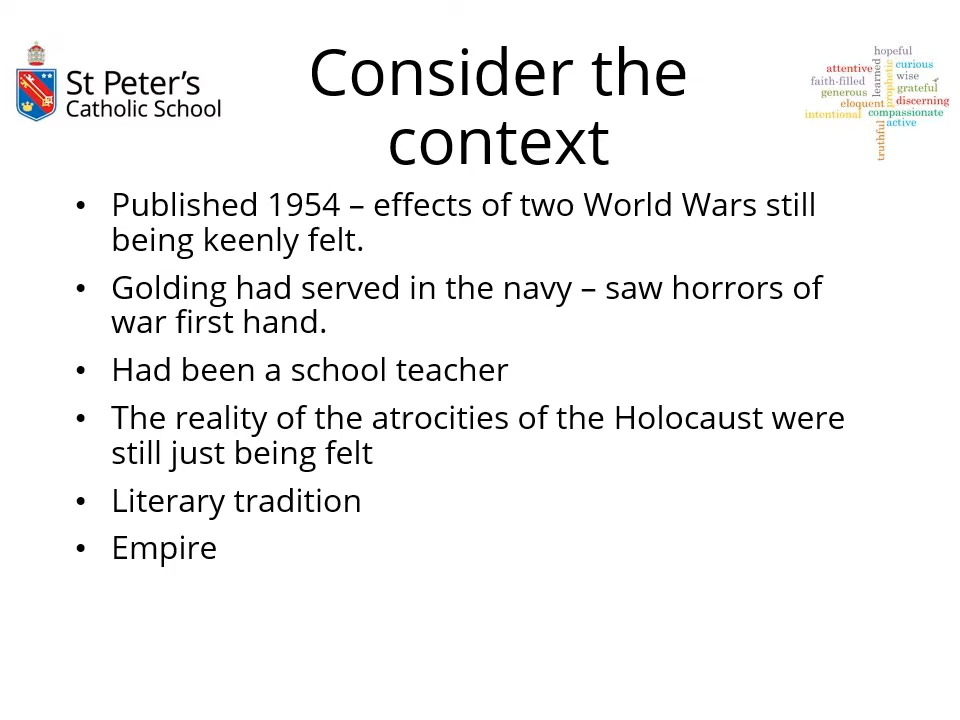 St Peter's
Catholic School
Consider the
context
hopeful
curious
attentive
learned
wise
faith-filled
prophetic
grateful
generous
discerning
eloquent
compassionate
intentional
active
truthful
• Published 1954 – effects of two World Wars still
being keenly felt.
• Golding had served in the navy – saw horrors of
war first hand.
• Had been a school teacher
• The reality of the atrocities of the Holocaust were
still just being felt
• Literary tradition
• Empire